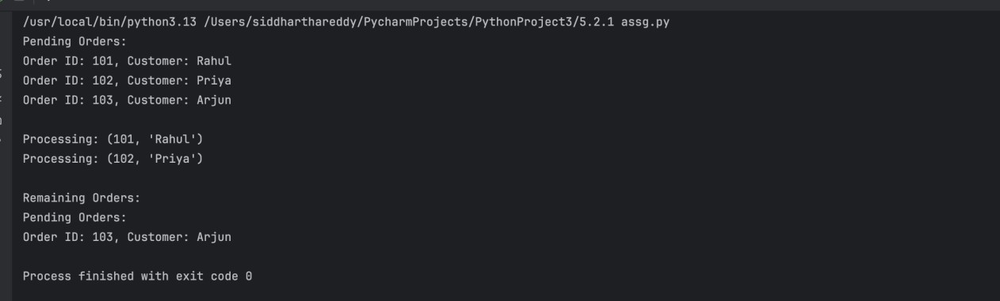 /usr/local/bin/python3.13 /Users/siddharthareddy/PycharmProjects/PythonProject3/5.2.1 assg.py
Pending Orders:
Order ID: 101, Customer: Rahul
Order ID: 102, Customer: Priya
Order ID: 103, Customer: Arjun

Processing: (101, 'Rahul')
Processing: (102, 'Priya')

Remaining Orders:
Pending Orders:
Order ID: 103, Customer: Arjun

Process finished with exit code 0